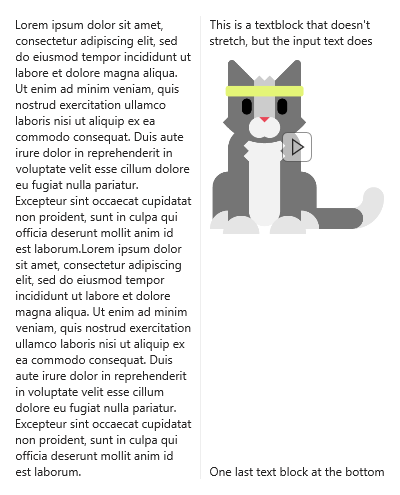 Lorem ipsum dolor sit amet,
consectetur adipiscing elit, sed
do eiusmod tempor incididunt ut
labore et dolore magna aliqua.
Ut enim ad minim veniam, quis
nostrud exercitation ullamco
laboris nisi ut aliquip ex ea
commodo consequat. Duis aute
irure dolor in reprehenderit in
voluptate velit esse cillum dolore
eu fugiat nulla pariatur.
Excepteur sint occaecat cupidatat
non proident, sunt in culpa qui
officia deserunt mollit anim id
est laborum.Lorem ipsum dolor
sit amet, consectetur adipiscing
elit, sed do eiusmod tempor
incididunt ut labore et dolore
magna aliqua. Ut enim ad minim
veniam, quis nostrud exercitation
ullamco laboris nisi ut aliquip ex
ea commodo consequat. Duis
aute irure dolor in reprehenderit
in voluptate velit esse cillum
dolore eu fugiat nulla pariatur.
Excepteur sint occaecat cupidatat
non proident, sunt in culpa qui
officia deserunt mollit anim id
est laborum.
This is a textblock that doesn't
stretch, but the input text does
One last text block at the bottom